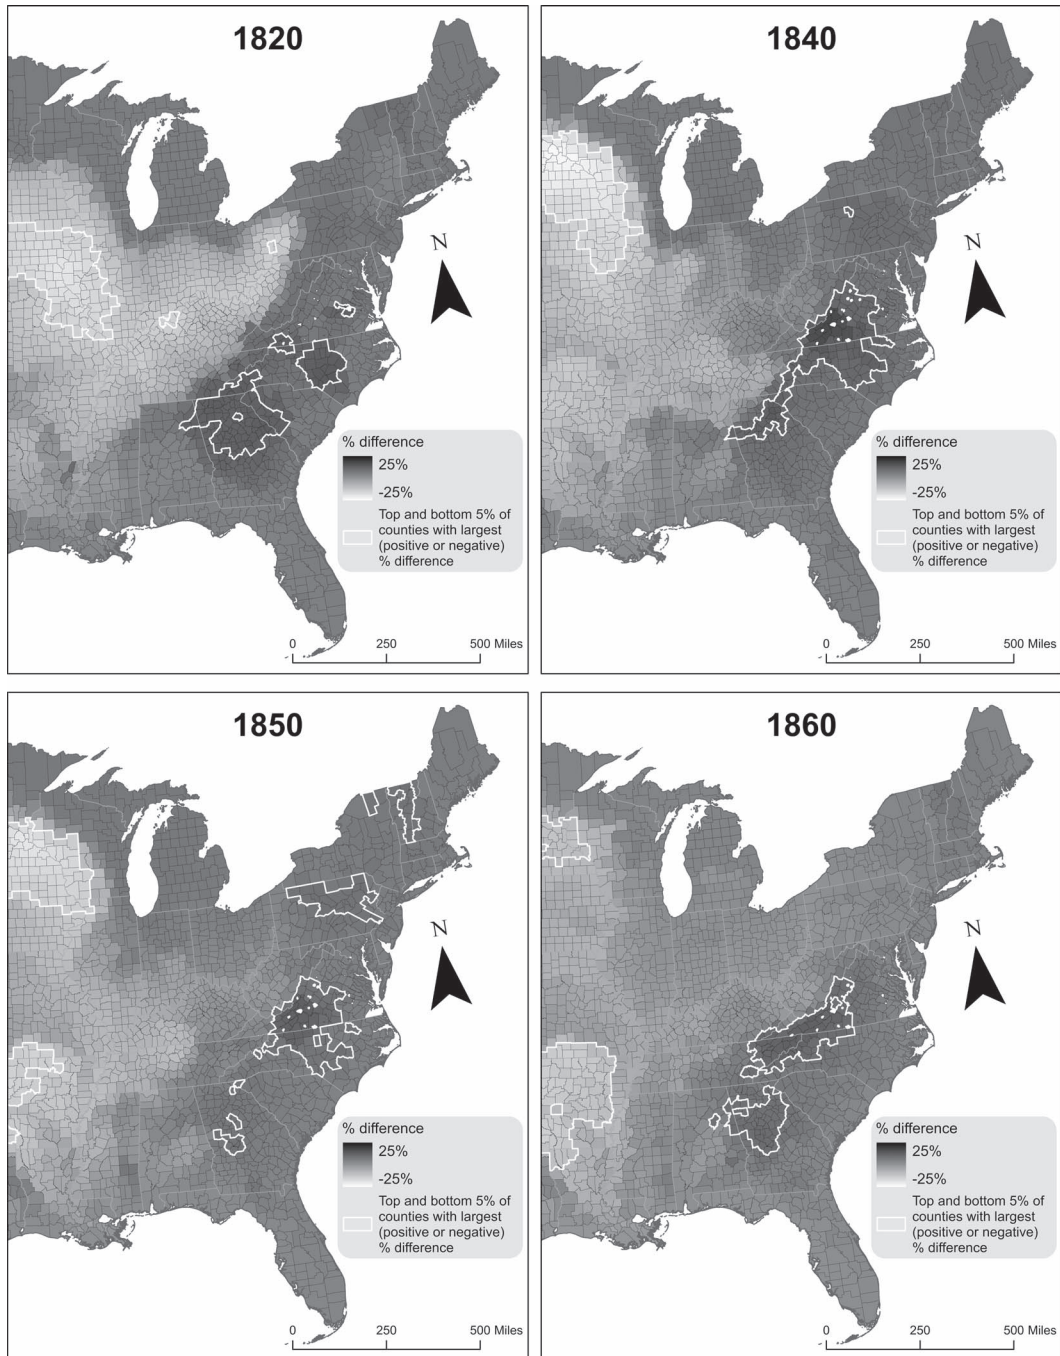 1820
N
% difference
25%
-25%
Top and bottom 5% of
counties with largest
(positive or negative)
% difference
0 250 500 Miles
1840
N
% difference
25%
-25%
Top and bottom 5% of
counties with largest
(positive or negative)
% difference
0 250 500 Miles
1850
N
% difference
25%
-25%
Top and bottom 5% of
counties with largest
(positive or negative)
% difference
0 250 500 Miles
1860
N
% difference
25%
-25%
Top and bottom 5% of
counties with largest
(positive or negative)
% difference
0 250 500 Miles